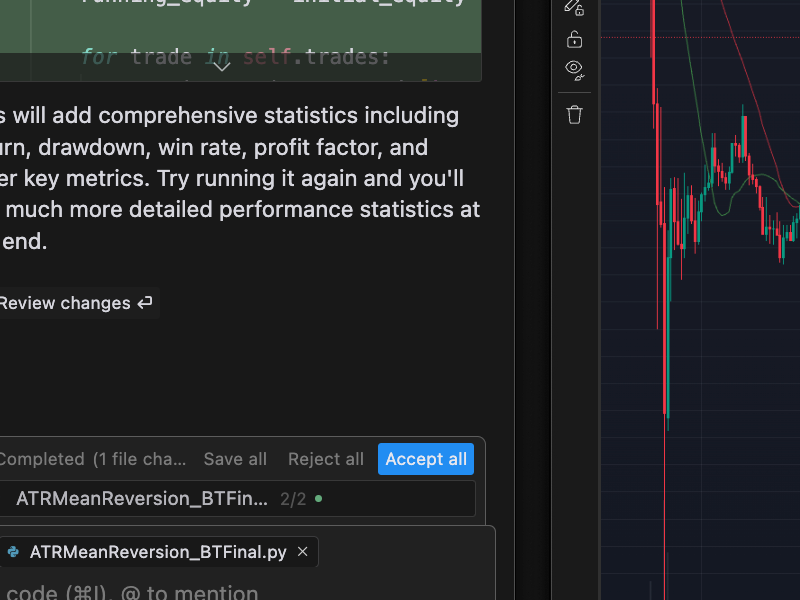 running_equity = initial_equity
for trade in self.trades:
s will add comprehensive statistics including
urn, drawdown, win rate, profit factor, and
er key metrics. Try running it again and you'll
much more detailed performance statistics at
end.
Review changes
Completed (1 file cha... Save all Reject all Accept all
ATRMeanReversion_BTFin... 2/2
ATRMeanReversion_BTFinal.py
code (⌘I), @ to mention